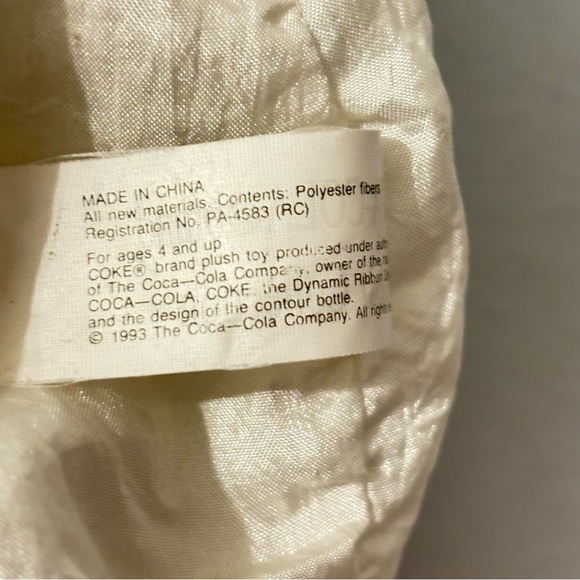 MADE IN CHINA
All new materials. Contents: Polyester fibers
Registration No. PA-4583 (RC)
For ages 4 and up
COKE® brand plush toy produced under
of The Coca—Cola Company, owner of the
COCA—COLA, COKE, the Dynamic Ribbon
and the design of the contour bottle.
© 1993 The Coca—Cola Company. All rights